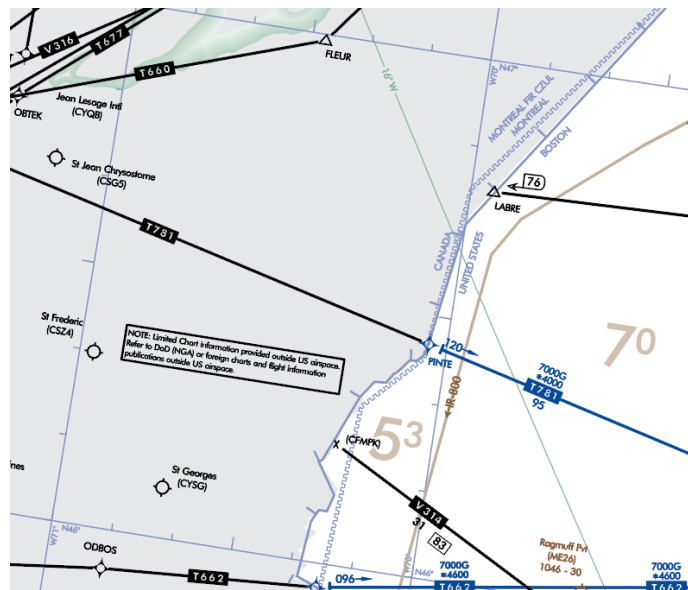 V316
T677
T660
FLEUR
OBTEK
Jean Lesage Intl
(CYQB)
16°W
W70°
N47°
MONTREAL FIR CZUL
MONTREAL
BOSTON
St Jean Chrysostome
(CSG5)
76
LABRE
T781
CANADA
UNITED STATES
St Frederic
(CSZ4)
NOTE: Limited Chart information provided outside US airspace.
Refer to DoD (NGA) or foreign charts and flight information
publications outside US airspace.
120
PINTE
7⁰
7000G
*4000
T781
95
IR-800
5³
(CFMPK)
ines
St Georges
(CYSG)
V314
31
83
W71°
N46°
ODBOS
T662
096
W70°
N46°
7000G
*4600
T662
Ragmuff Pvt
(ME26)
1046 - 30
7000G
*4600
T662